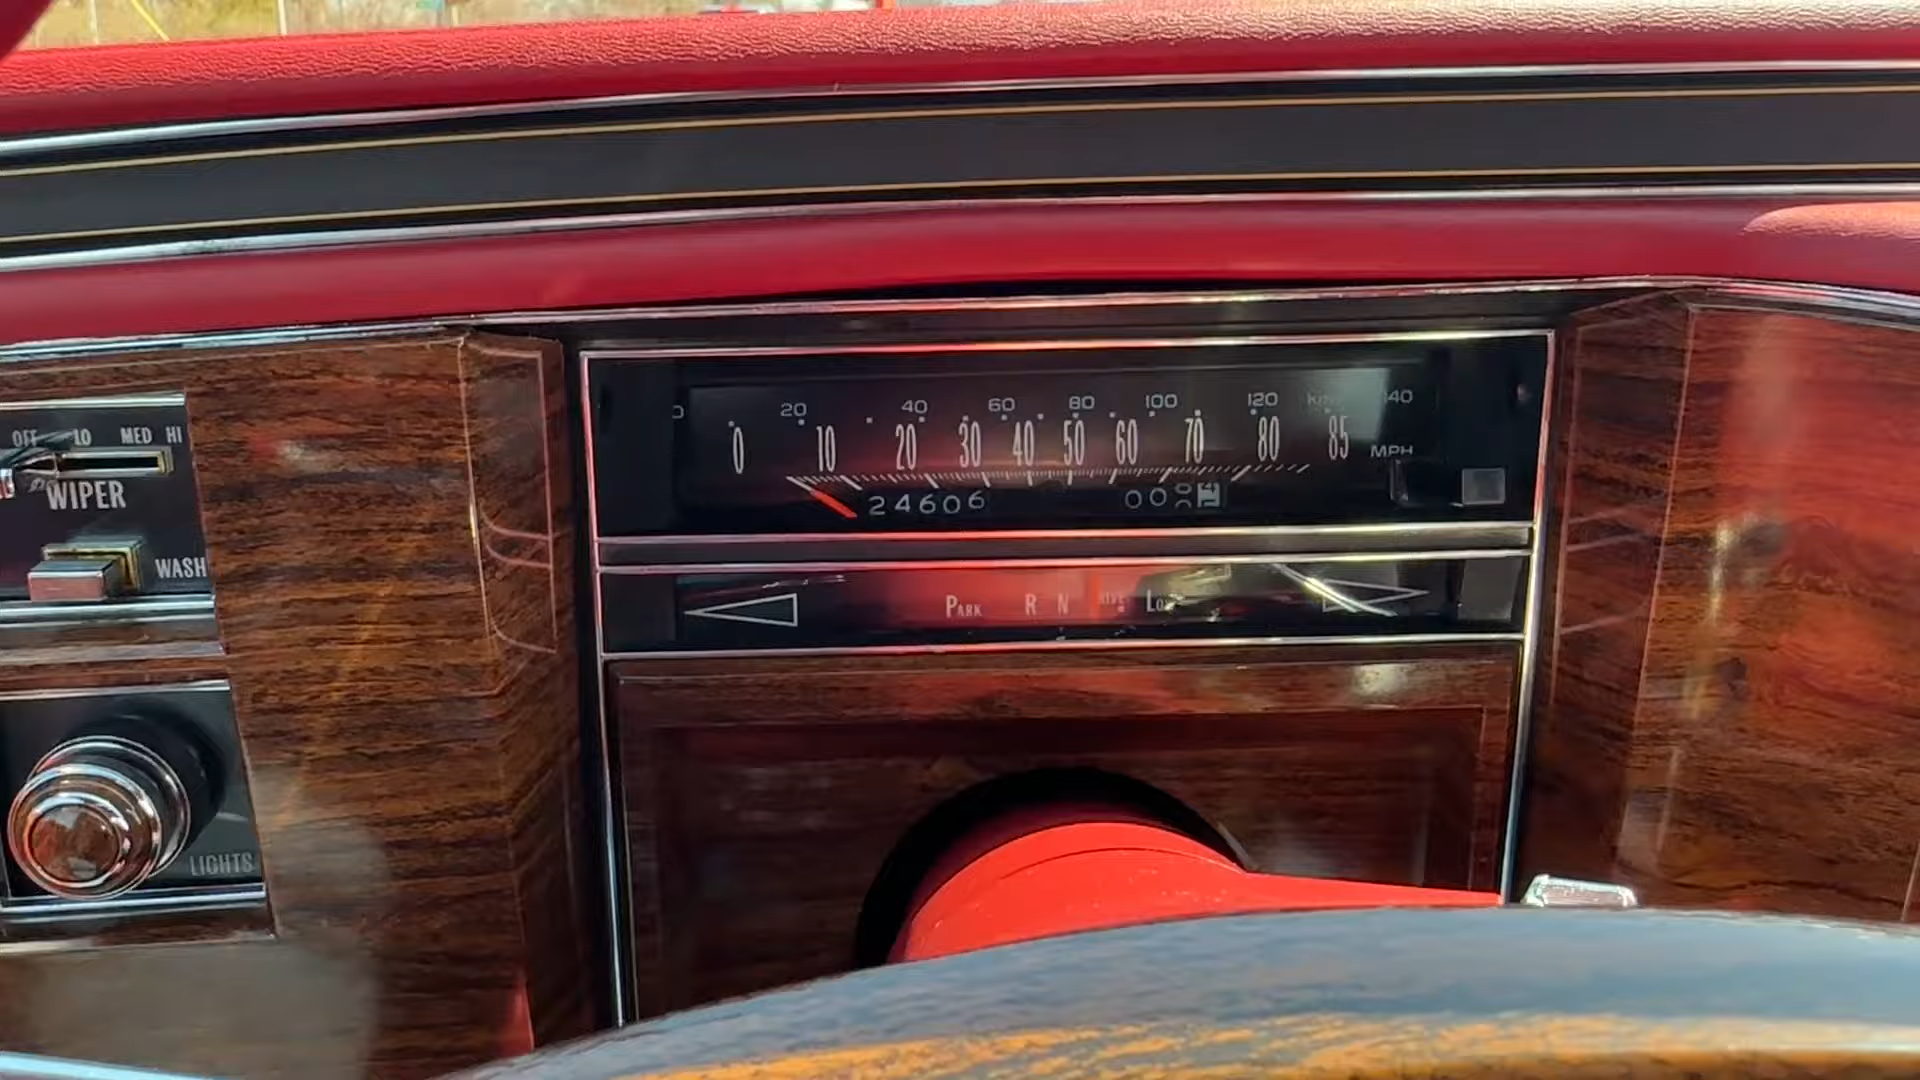 OFF LO MED HI
WIPER
WASH
LIGHTS
20 40 60 80 100 120 140
0 10 20 30 40 50 60 70 80 85
MPH
24606
PARK R N